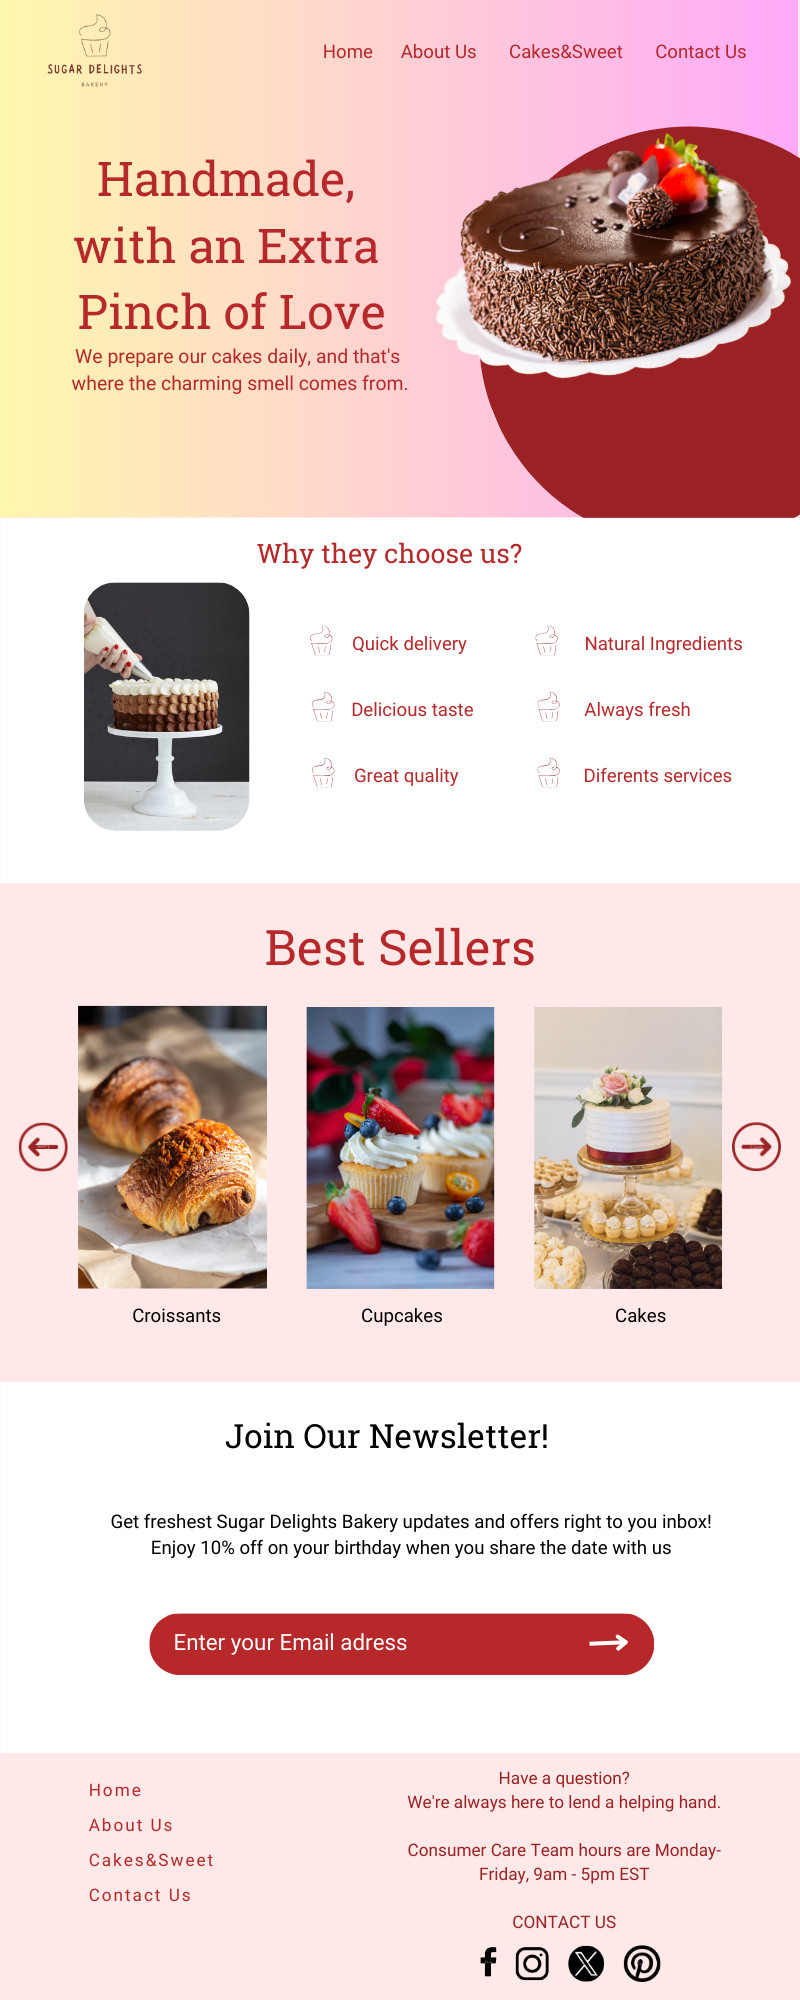 SUGAR DELIGHTS
BAKERY
Home About Us Cakes&Sweet Contact Us
Handmade,
with an Extra
Pinch of Love
We prepare our cakes daily, and that's
where the charming smell comes from.
Why they choose us?
Quick delivery Natural Ingredients
Delicious taste Always fresh
Great quality Diferents services
Best Sellers
Croissants Cupcakes Cakes
Join Our Newsletter!
Get freshest Sugar Delights Bakery updates and offers right to you inbox!
Enjoy 10% off on your birthday when you share the date with us
Enter your Email adress
Home
About Us
Cakes&Sweet
Contact Us
Have a question?
We're always here to lend a helping hand.
Consumer Care Team hours are Monday-
Friday, 9am - 5pm EST
CONTACT US